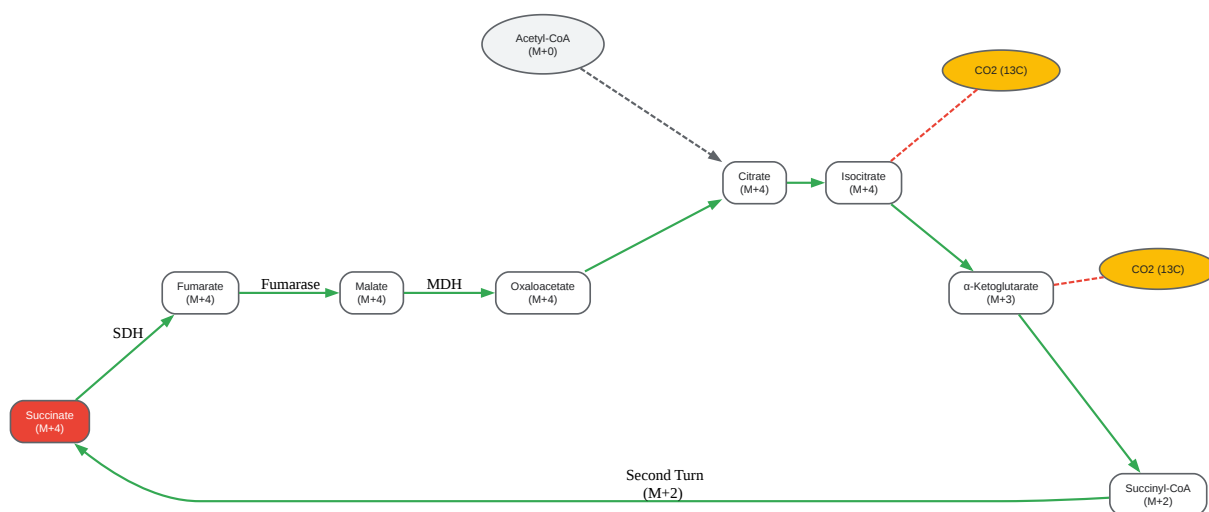 Acetyl-CoA
(M+0)
CO2 (13C)
Citrate
(M+4)
Isocitrate
(M+4)
Fumarate
(M+4)
Fumarase
Malate
(M+4)
MDH
Oxaloacetate
(M+4)
α-Ketoglutarate
(M+3)
CO2 (13C)
SDH
Succinate
(M+4)
Second Turn
(M+2)
Succinyl-CoA
(M+2)